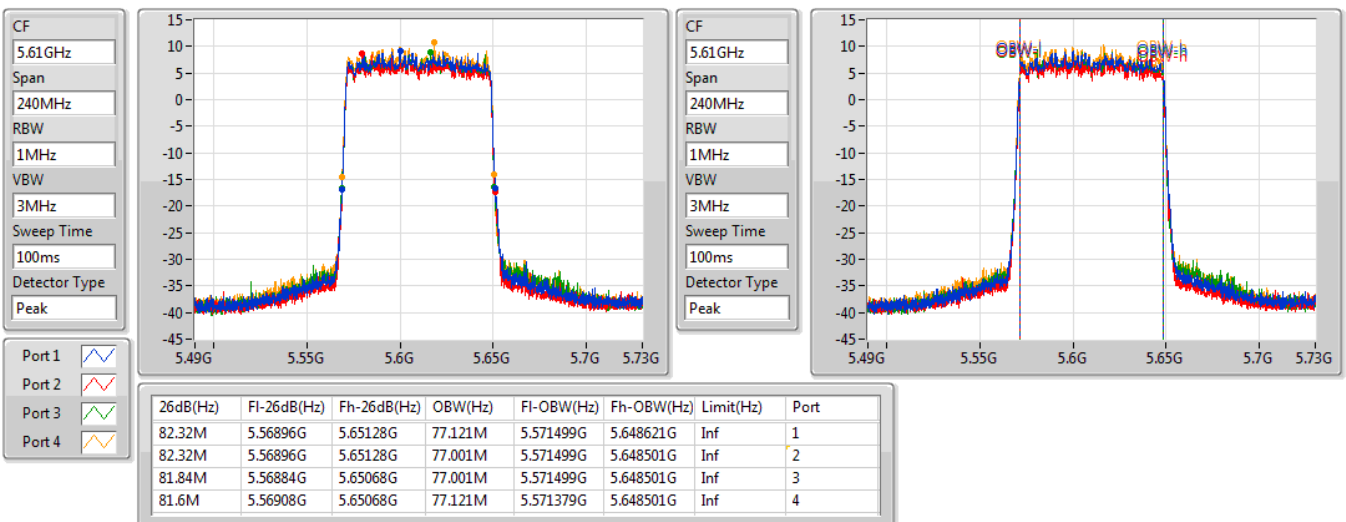 CF
5.61GHz
Span
240MHz
RBW
1MHz
VBW
3MHz
Sweep Time
100ms
Detector Type
Peak
15
10
5
0
-5
-10
-15
-20
-25
-30
-35
-40
-45
5.49G 5.55G 5.6G 5.65G 5.7G 5.73G
CF
5.61GHz
Span
240MHz
RBW
1MHz
VBW
3MHz
Sweep Time
100ms
Detector Type
Peak
15
10
5
0
-5
-10
-15
-20
-25
-30
-35
-40
-45
OBW-l OBW-h
5.49G 5.55G 5.6G 5.65G 5.7G 5.73G
Port 1
Port 2
Port 3
Port 4
26dB(Hz) Fl-26dB(Hz) Fh-26dB(Hz) OBW(Hz) Fl-OBW(Hz) Fh-OBW(Hz) Limit(Hz) Port
82.32M 5.56896G 5.65128G 77.121M 5.571499G 5.648621G Inf 1
82.32M 5.56896G 5.65128G 77.001M 5.571499G 5.648501G Inf 2
81.84M 5.56884G 5.65068G 77.001M 5.571499G 5.648501G Inf 3
81.6M 5.56908G 5.65068G 77.121M 5.571379G 5.648501G Inf 4